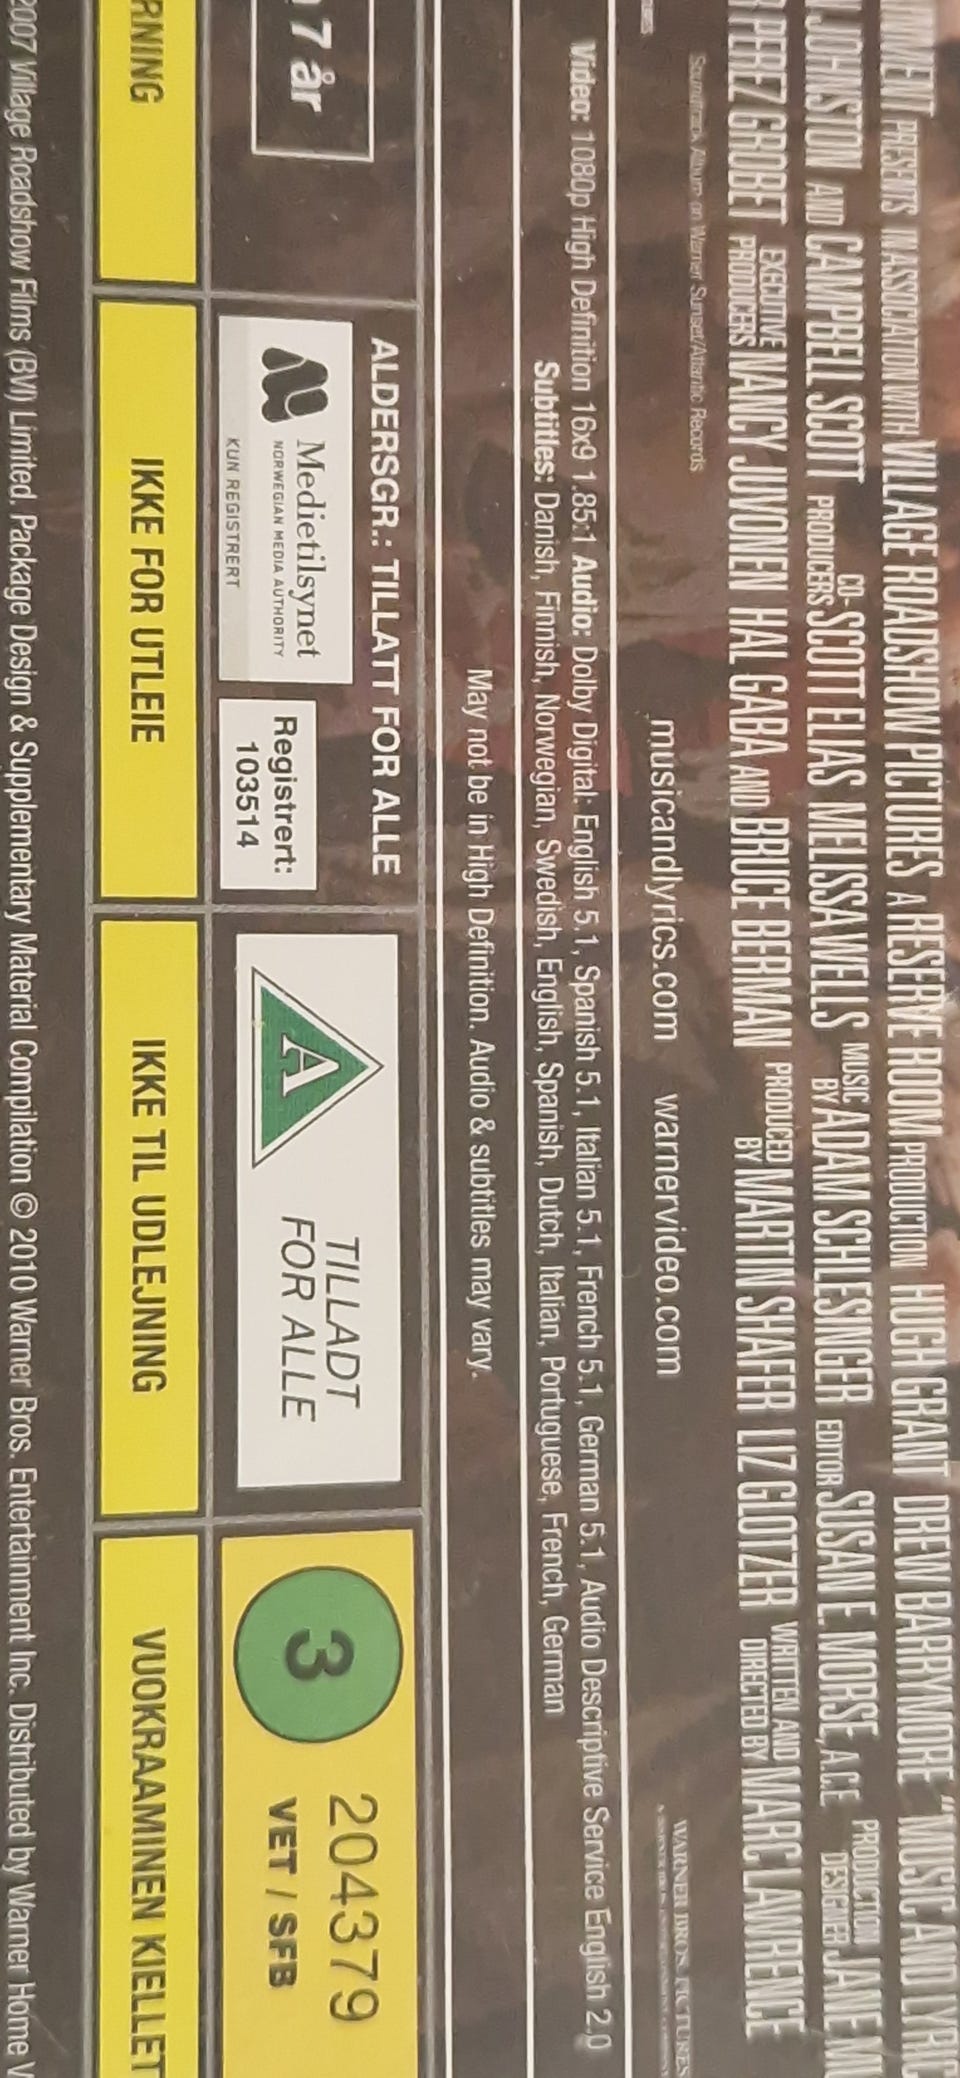 PRESENTS IN ASSOCIATION WITH VILLAGE ROADSHOW PICTURES A RESERVE ROOM PRODUCTION HUGH GRANT DREW BARRYMORE "MUSIC AND
JOHNSTON AND CAMPBELL SCOTT CO-PRODUCERS SCOTT ELIAS MELISSA WELLS MUSIC BY ADAM SCHLESINGER EDITOR SUSAN E. MORSE, A.C.E. PRODUCTION DESIGNER JANE
PEREZ GROBET EXECUTIVE PRODUCERS NANCY JUVONEN HAL GABA AND BRUCE BERMAN PRODUCED BY MARTIN SHAFER LIZ GLOTZER WRITTEN AND DIRECTED BY MARC LAWRENCE
Soundtrack Album on Warner Sunset/Atlantic Records
WARNER BROS. PICTURES
musicandlyrics.com warnervideo.com
Video: 1080p High Definition 16x9 1.85:1 Audio: Dolby Digital: English 5.1, Spanish 5.1, Italian 5.1, French 5.1, German 5.1, Audio Descriptive Service English 2.0
Subtitles: Danish, Finnish, Norwegian, Swedish, English, Spanish, Dutch, Italian, Portuguese, French, German
May not be in High Definition. Audio & subtitles may vary.
7 år
ALDERSGR.: TILLATT FOR ALLE
Medietilsynet
NORWEGIAN MEDIA AUTHORITY
KUN REGISTRERT
Registrert:
103514
A
TILLADT
FOR ALLE
3
204379
VET / SFB
IKKE FOR UTLEIE
IKKE TIL UDLEJNING
VUOKRAAMINEN KIELLET
2007 Village Roadshow Films (BVI) Limited. Package Design & Supplementary Material Compilation © 2010 Warner Bros. Entertainment Inc. Distributed by Warner Home